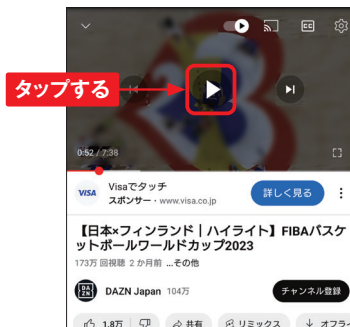 タップする
CC
0:52 / 7:38
VISA
Visaでタッチ
スポンサー・www.visa.co.jp
詳しく見る
【日本×フィンランド｜ハイライト】FIBAバスケ
ットボールワールドカップ2023
173万 回視聴 2 か月前 ...その他
DAZN
DAZN Japan 104万
チャンネル登録
1.8万
共有
リミックス
オフライ